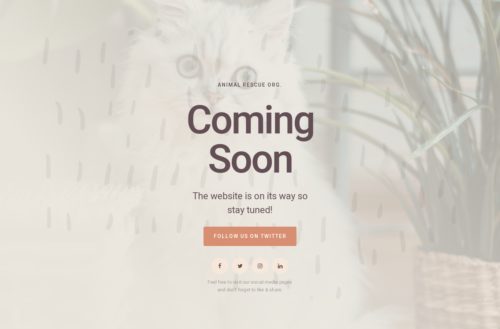 ANIMAL RESCUE ORG.
Coming
Soon
The website is on its way so
stay tuned!
FOLLOW US ON TWITTER
Feel free to visit our social media pages
and don't forget to like & share.